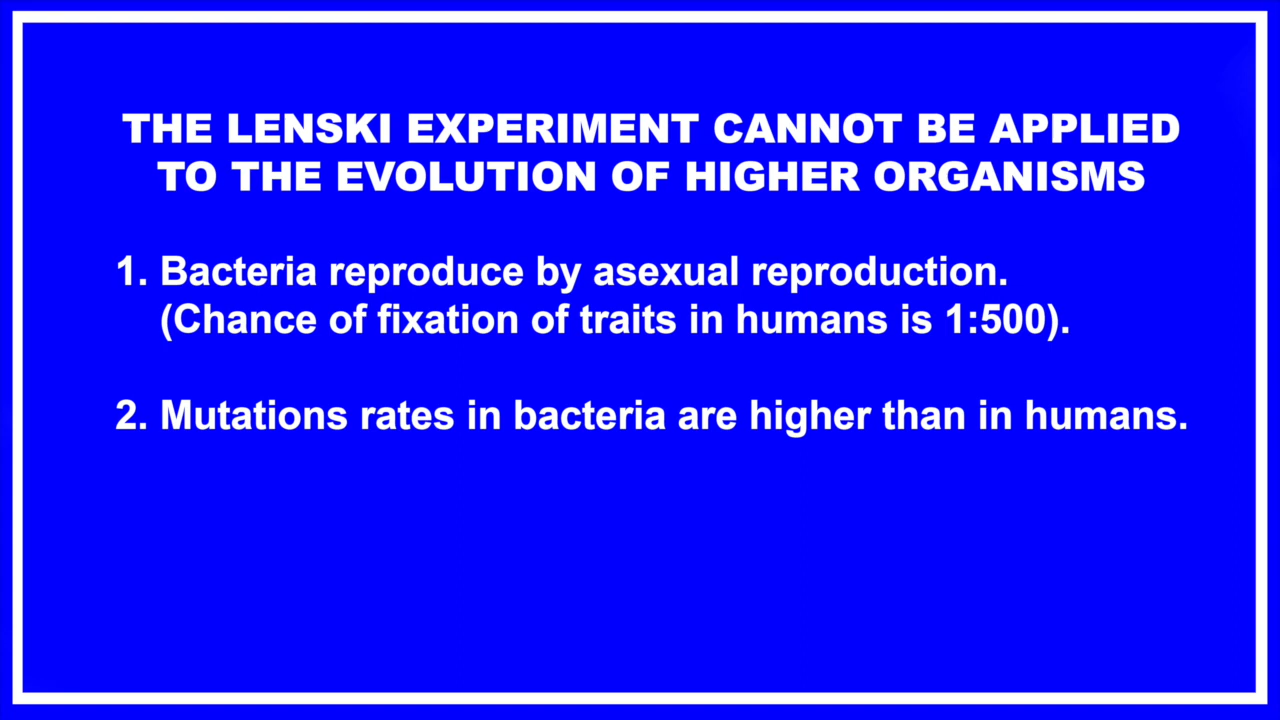 THE LENSKI EXPERIMENT CANNOT BE APPLIED
TO THE EVOLUTION OF HIGHER ORGANISMS
1. Bacteria reproduce by asexual reproduction.
(Chance of fixation of traits in humans is 1:500).
2. Mutations rates in bacteria are higher than in humans.